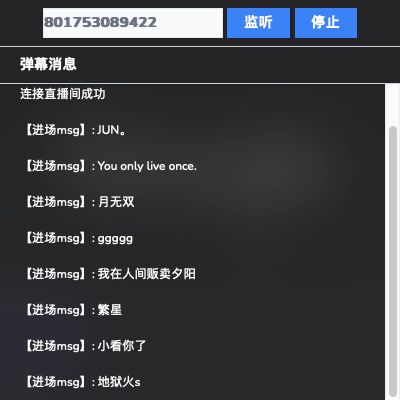 801753089422 监听 停止
弹幕消息
连接直播间成功
【进场msg】: JUN。
【进场msg】: You only live once.
【进场msg】: 月无双
【进场msg】: ggggg
【进场msg】: 我在人间贩卖夕阳
【进场msg】: 繁星
【进场msg】: 小看你了
【进场msg】: 地狱火s